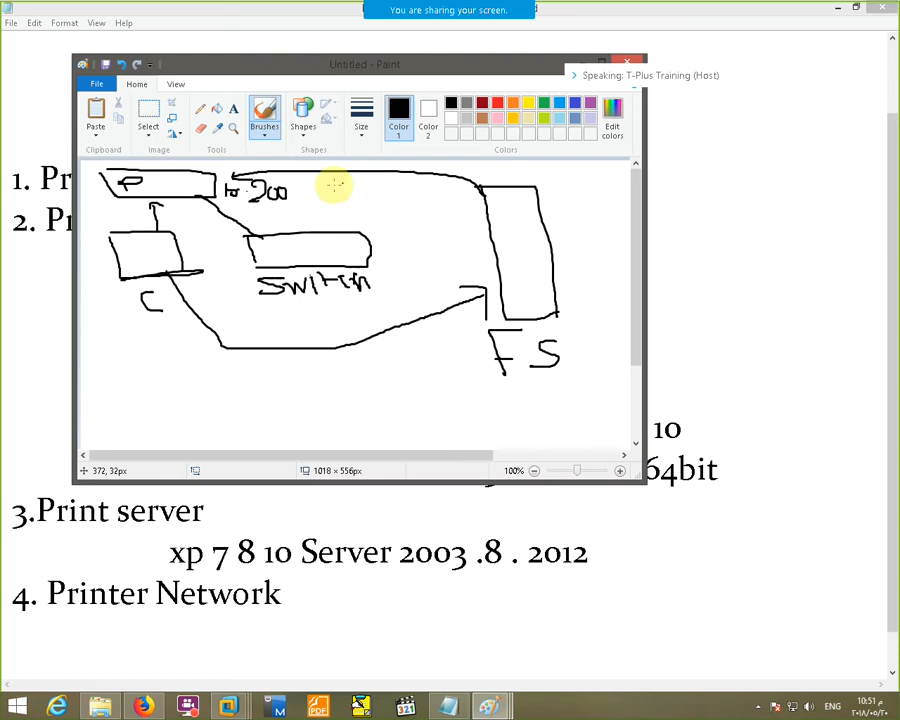 You are sharing your screen.
File Edit Format View Help
Untitled - Paint
Speaking: T-Plus Training (Host)
File Home View
Paste Select Brushes Shapes Size Color 1 Color 2 Edit colors
Clipboard Image Tools Shapes Colors
1. Pr
2. Pr
P
10.200
Switch
C
FS
10
64bit
372, 32px 1018 × 556px 100%
3.Print server
xp 7 8 10 Server 2003 .8 . 2012
4. Printer Network
ENG
م ١٠:٥١